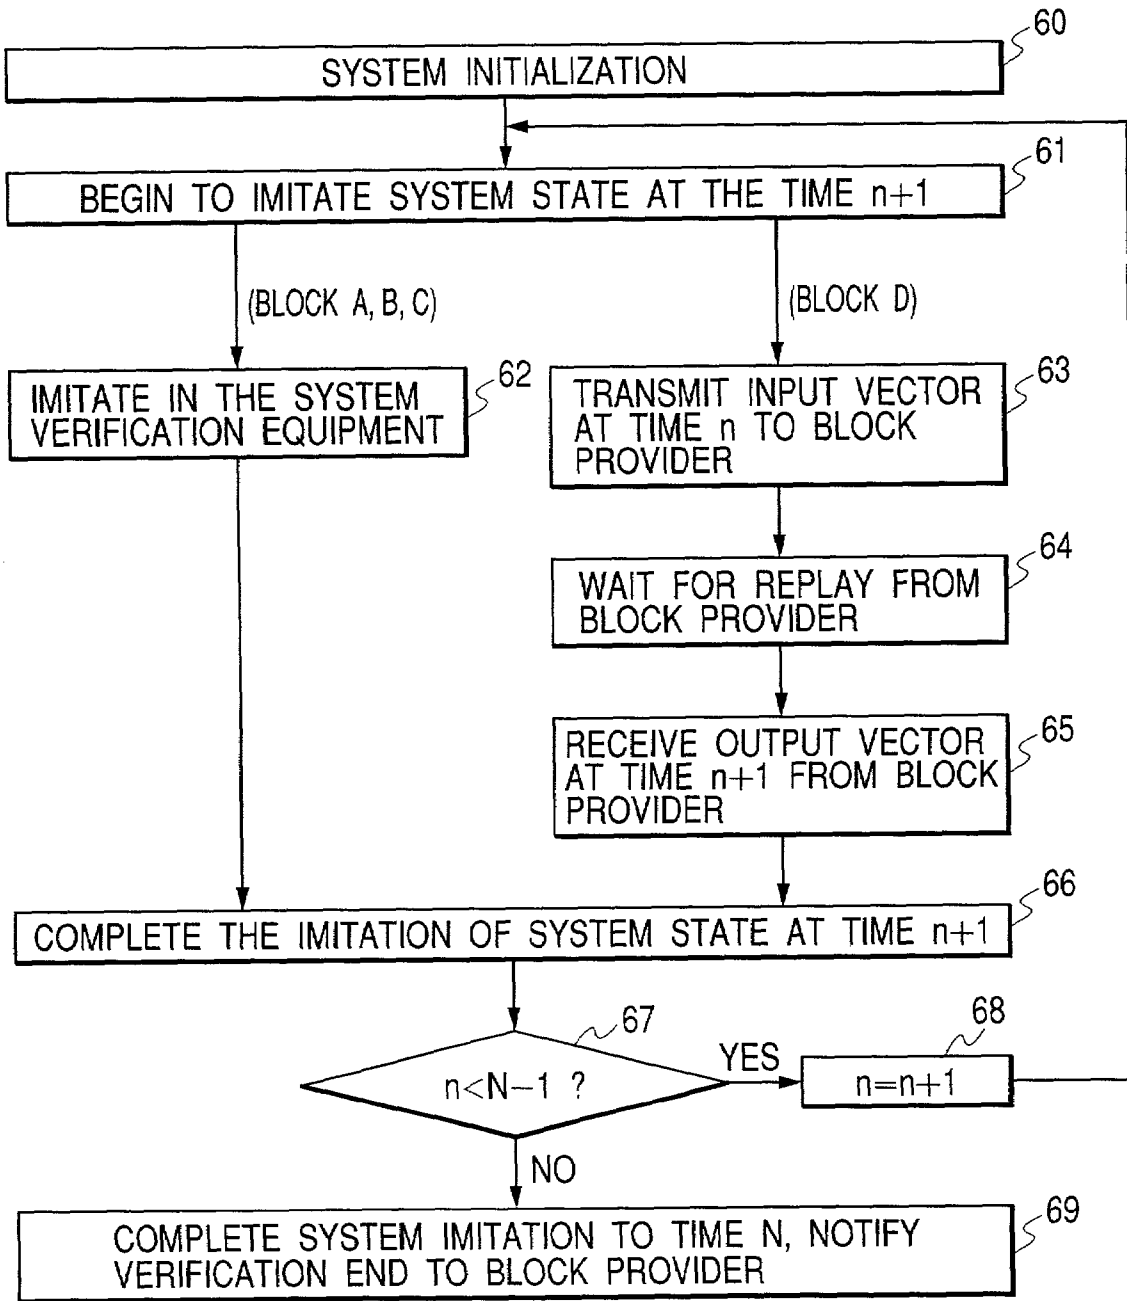 60
SYSTEM INITIALIZATION
61
BEGIN TO IMITATE SYSTEM STATE AT THE TIME n+1
(BLOCK A, B, C)
(BLOCK D)
62
IMITATE IN THE SYSTEM
VERIFICATION EQUIPMENT
63
TRANSMIT INPUT VECTOR
AT TIME n TO BLOCK
PROVIDER
64
WAIT FOR REPLAY FROM
BLOCK PROVIDER
65
RECEIVE OUTPUT VECTOR
AT TIME n+1 FROM BLOCK
PROVIDER
66
COMPLETE THE IMITATION OF SYSTEM STATE AT TIME n+1
67
n<N−1 ?
YES
68
n=n+1
NO
69
COMPLETE SYSTEM IMITATION TO TIME N, NOTIFY
VERIFICATION END TO BLOCK PROVIDER